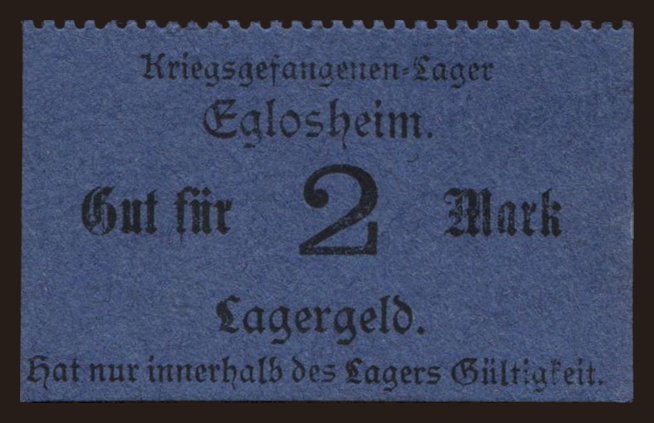 Kriegsgefangenen-Lager
Eglosheim.
Gut für 2 Mark
Lagergeld.
Hat nur innerhalb des Lagers Gültigkeit.